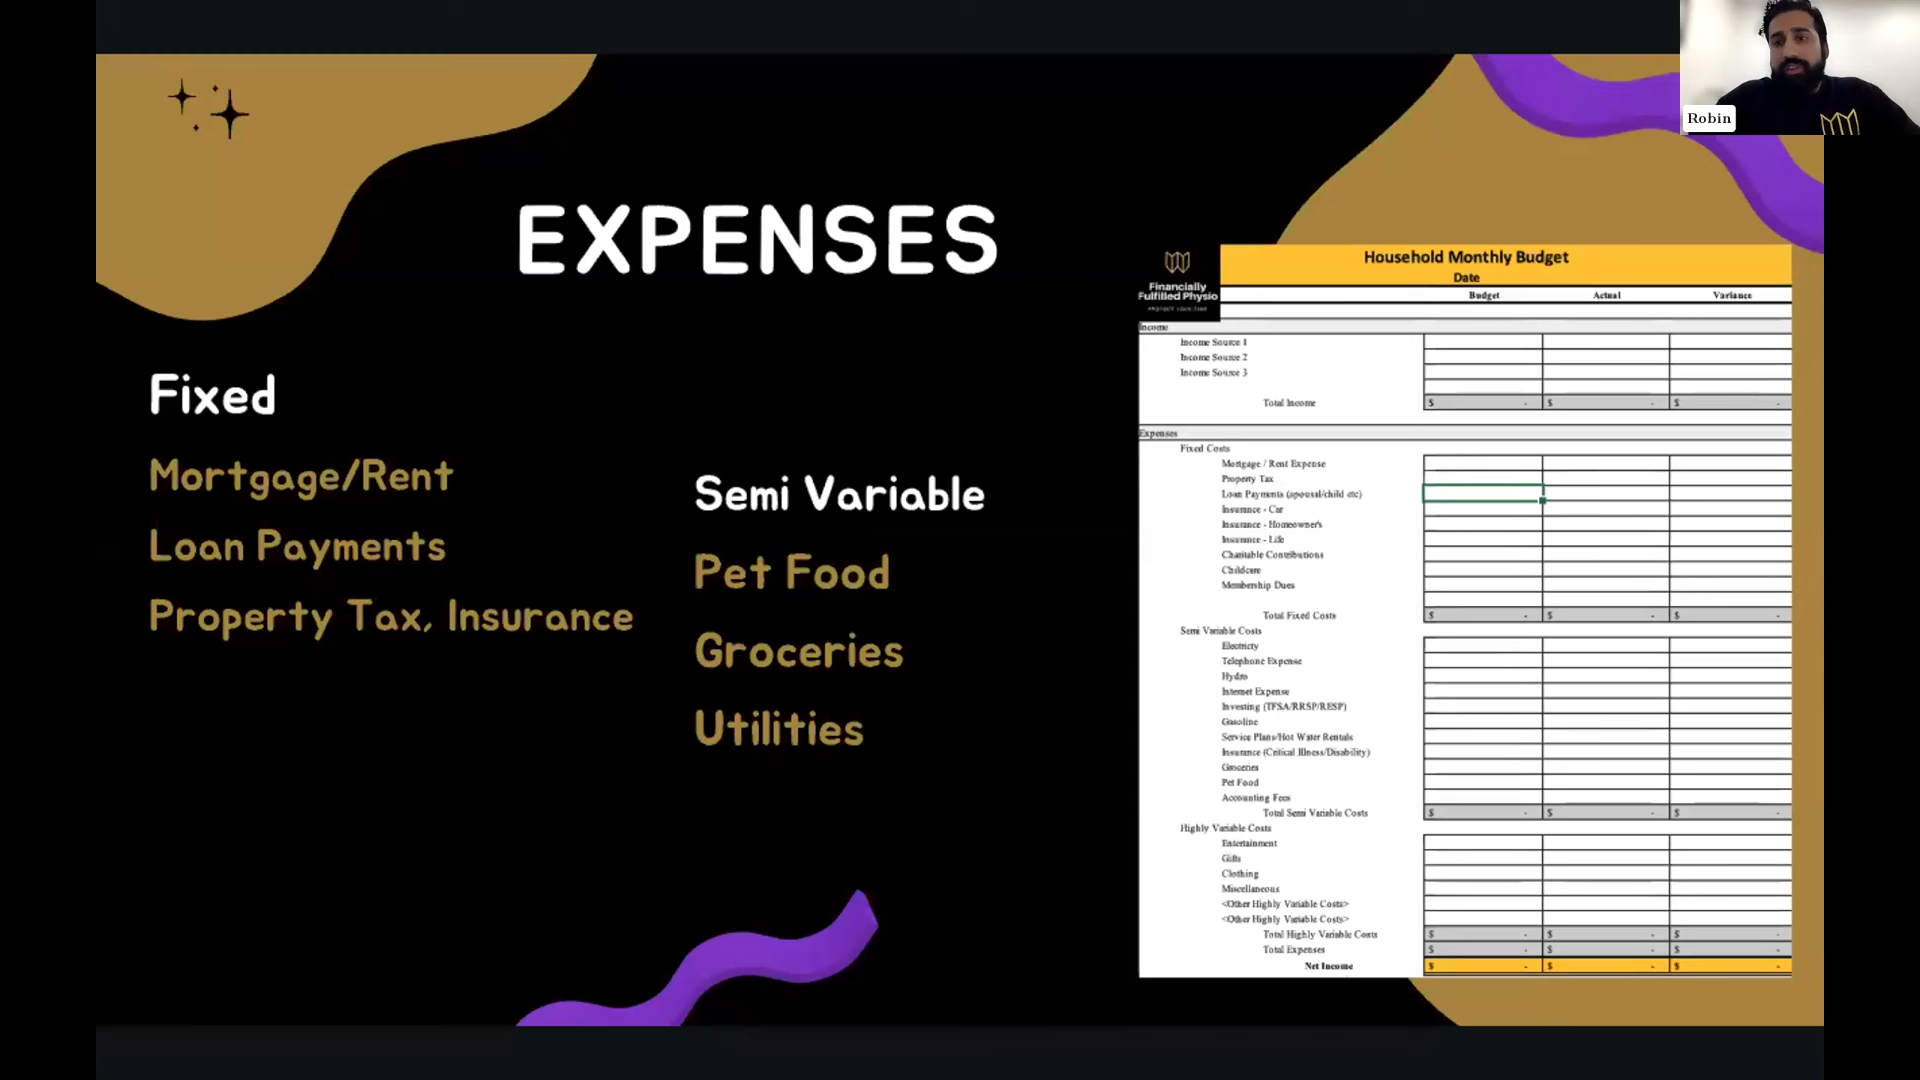 Robin
EXPENSES
Fixed
Mortgage/Rent
Loan Payments
Property Tax, Insurance
Semi Variable
Pet Food
Groceries
Utilities
Financially
Fulfilled Physio
Household Monthly Budget
Date
Budget Actual Variance
Income
Income Source 1
Income Source 2
Income Source 3
Total Income $ - $ - $ -
Expenses
Fixed Costs
Mortgage / Rent Expense
Property Tax
Loan Payments (spousal/child etc)
Insurance - Car
Insurance - Homeowner's
Insurance - Life
Charitable Contributions
Childcare
Membership Dues
Total Fixed Costs $ - $ - $ -
Semi Variable Costs
Electricty
Telephone Expense
Hydro
Internet Expense
Investing (TFSA/RRSP/RESP)
Gasoline
Service Plans/Hot Water Rentals
Insurance (Critical Illness/Disability)
Groceries
Pet Food
Accounting Fees
Total Semi Variable Costs $ - $ - $ -
Highly Variable Costs
Entertainment
Gifts
Clothing
Miscellaneous
<Other Highly Variable Costs>
<Other Highly Variable Costs>
Total Highly Variable Costs $ - $ - $ -
Total Expenses $ - $ - $ -
Net Income $ - $ - $ -